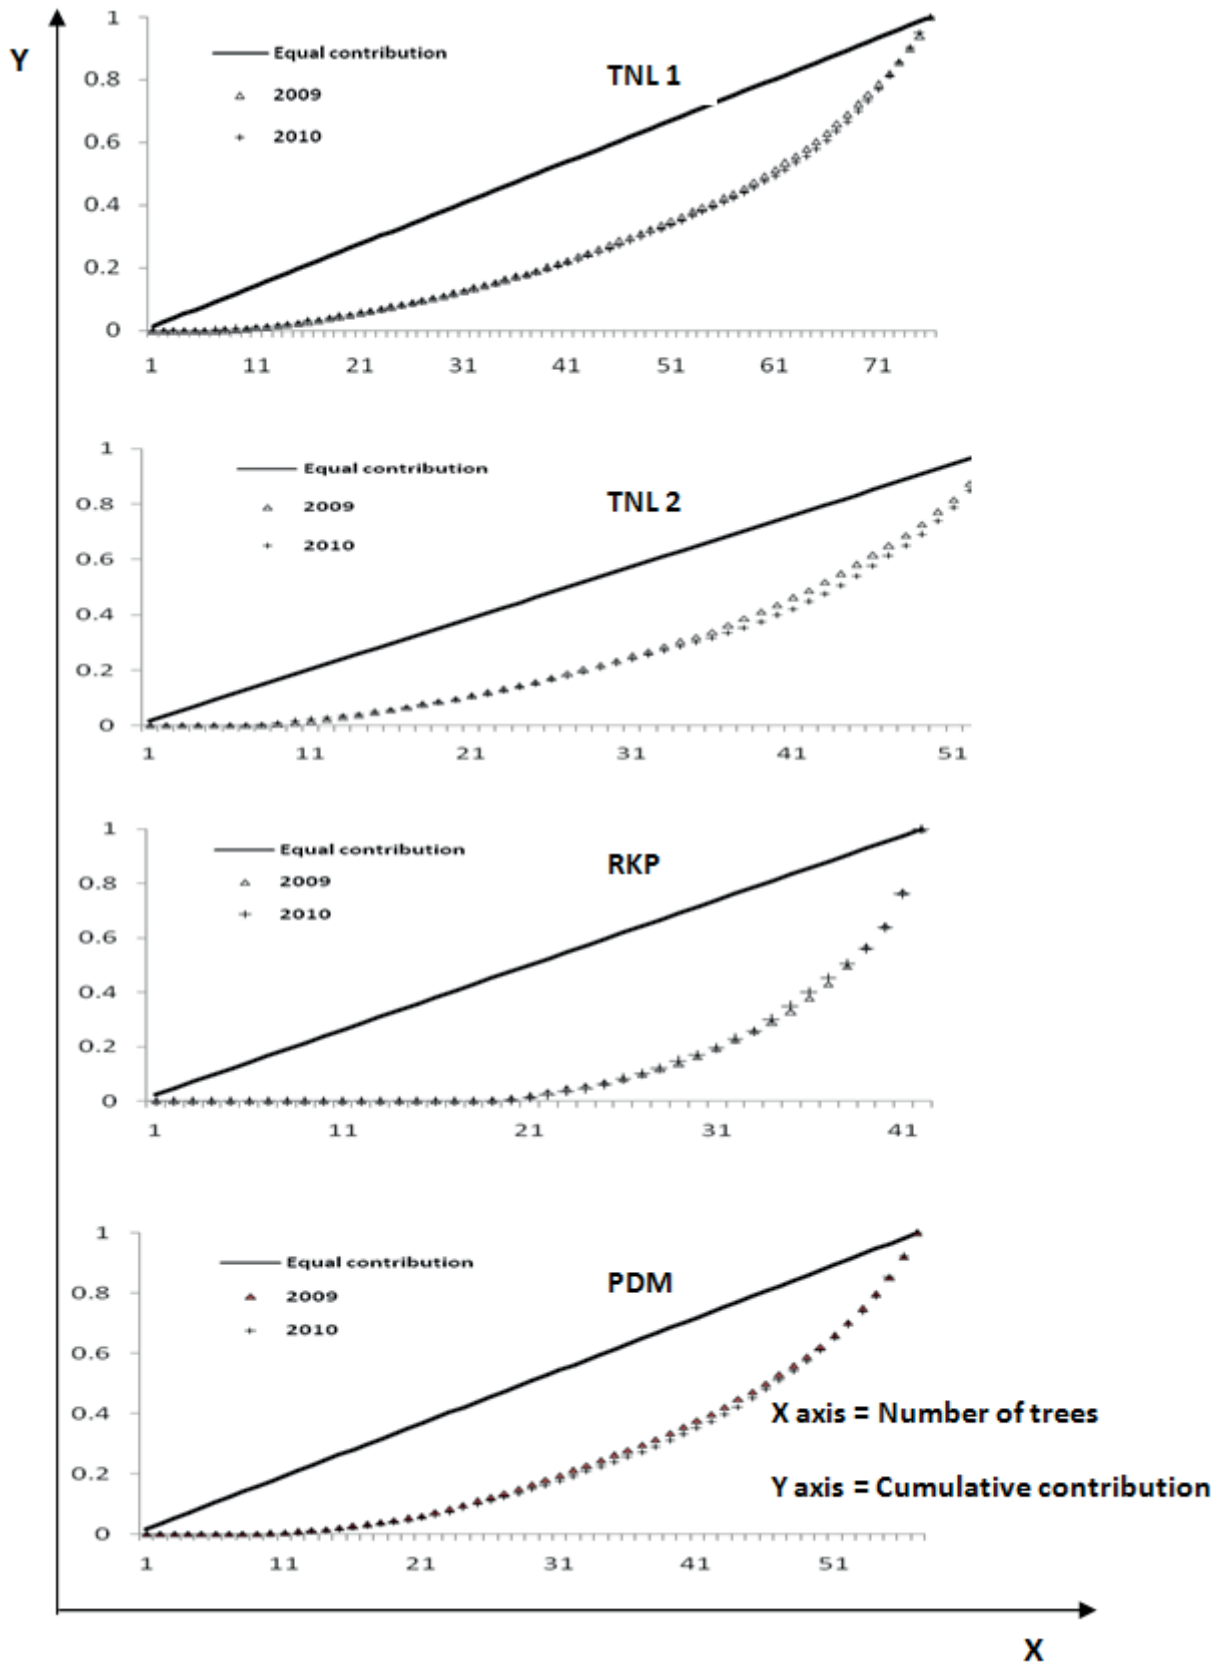 Y
1
Equal contribution
TNL 1
0.8
2009
0.6
2010
0.4
0.2
0
1 11 21 31 41 51 61 71
1
Equal contribution
0.8
2009
TNL 2
0.6
2010
0.4
0.2
0
1 11 21 31 41 51
1
Equal contribution
RKP
0.8
2009
2010
0.6
0.4
0.2
0
1 11 21 31 41
1
Equal contribution
PDM
0.8
2009
2010
0.6
0.4
X axis = Number of trees
0.2
Y axis = Cumulative contribution
0
1 11 21 31 41 51
X